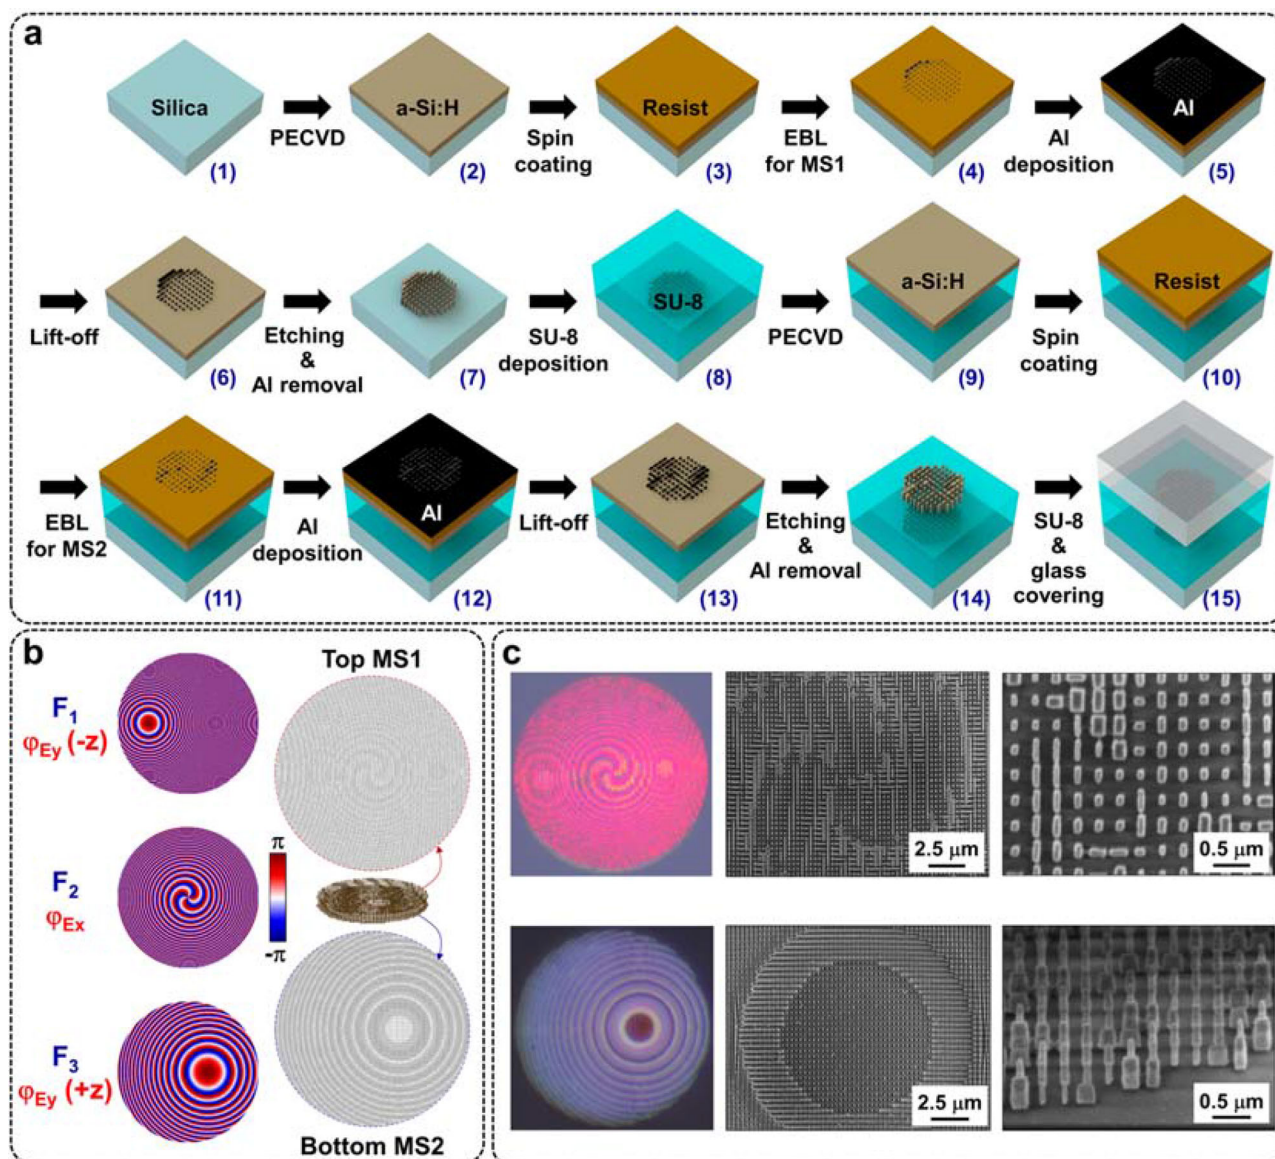 a
Silica
PECVD
(1)
a-Si:H
Spin
coating
(2)
Resist
EBL
for MS1
(3)
(4)
Al
deposition
Al
(5)
Lift-off
(6)
Etching
&
Al removal
(7)
SU-8
deposition
SU-8
(8)
PECVD
a-Si:H
(9)
Spin
coating
Resist
(10)
EBL
for MS2
(11)
Al
deposition
Al
(12)
Lift-off
(13)
Etching
&
Al removal
(14)
SU-8
&
glass
covering
(15)
b
F1
φEy (-z)
F2
φEx
F3
φEy (+z)
π
-π
Top MS1
Bottom MS2
c
2.5 μm
0.5 μm
2.5 μm
0.5 μm